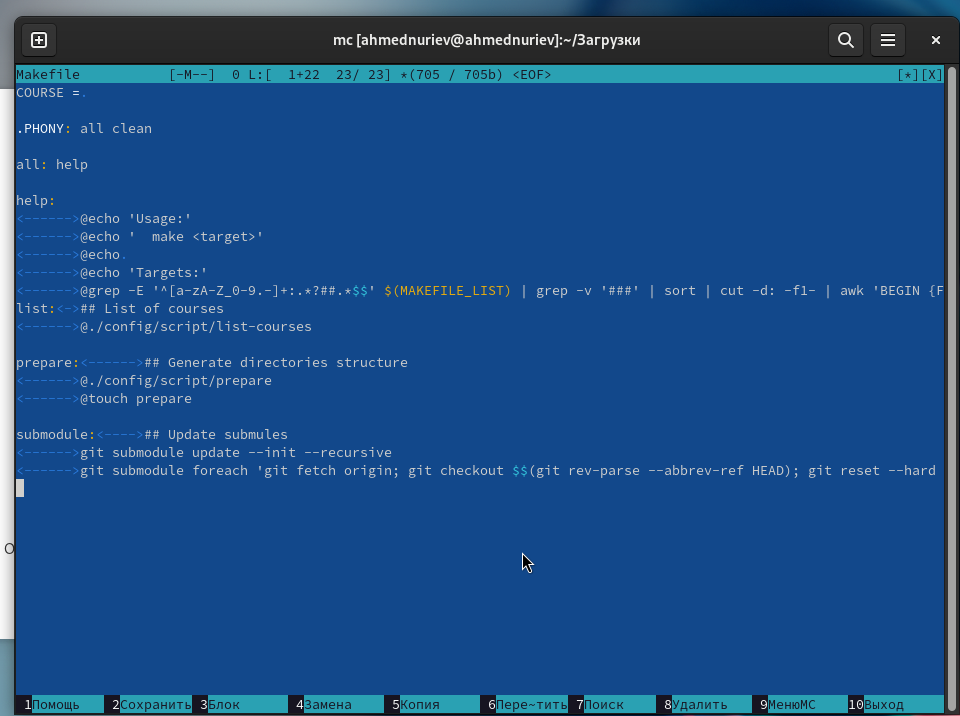 mc [ahmednuriev@ahmednuriev]:~/Загрузки
Makefile [-M--] 0 L:[ 1+22 23/ 23] *(705 / 705b) <EOF> [*][X]
COURSE =.
.PHONY: all clean
all: help
help:
<------>@echo 'Usage:'
<------>@echo '  make <target>'
<------>@echo.
<------>@echo 'Targets:'
<------>@grep -E '^[a-zA-Z_0-9.-]+:.*?##.*$$' $(MAKEFILE_LIST) | grep -v '###' | sort | cut -d: -f1- | awk 'BEGIN {F
list:<->## List of courses
<------>@./config/script/list-courses
prepare:<------>## Generate directories structure
<------>@./config/script/prepare
<------>@touch prepare
submodule:<---->## Update submules
<------>git submodule update --init --recursive
<------>git submodule foreach 'git fetch origin; git checkout $$(git rev-parse --abbrev-ref HEAD); git reset --hard
1Помощь 2Сохранить 3Блок 4Замена 5Копия 6Пере~тить 7Поиск 8Удалить 9МенюMC 10Выход